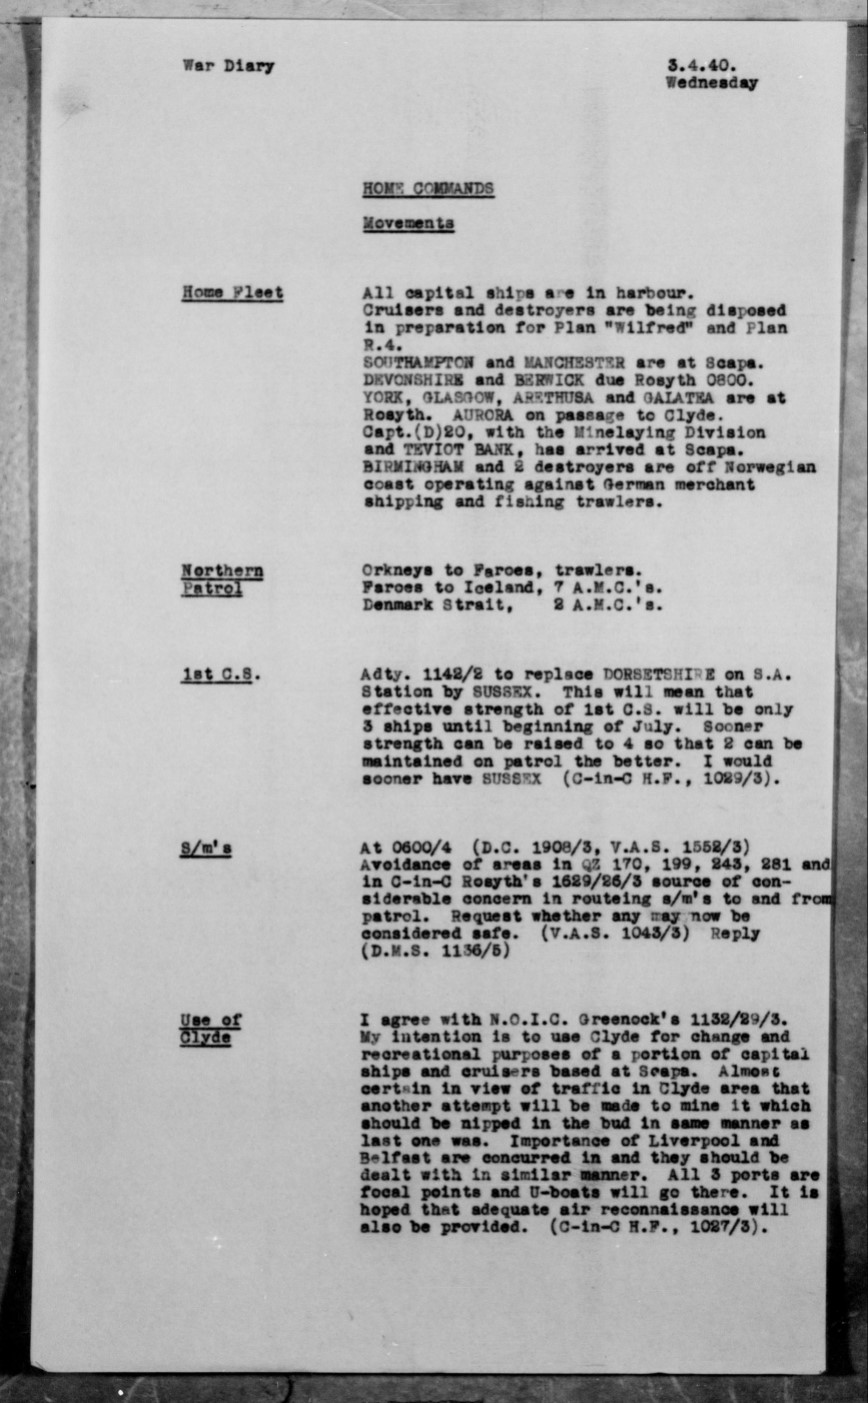 War Diary
3.4.40.
Wednesday
HOME COMMANDS
Movements
Home Fleet
All capital ships are in harbour.
Cruisers and destroyers are being disposed
in preparation for Plan "Wilfred" and Plan
R.4.
SOUTHAMPTON and MANCHESTER are at Scapa.
DEVONSHIRE and BERWICK due Rosyth 0800.
YORK, GLASGOW, ARETHUSA and GALATEA are at
Rosyth.  AURORA on passage to Clyde.
Capt.(D)20, with the Minelaying Division
and TEVIOT BANK, has arrived at Scapa.
BIRMINGHAM and 2 destroyers are off Norwegian
coast operating against German merchant
shipping and fishing trawlers.
Northern
Patrol
Orkneys to Faroes, trawlers.
Faroes to Iceland, 7 A.M.C.'s.
Denmark Strait,    2 A.M.C.'s.
1st C.S.
Adty. 1142/2 to replace DORSETSHIRE on S.A.
Station by SUSSEX.  This will mean that
effective strength of 1st C.S. will be only
3 ships until beginning of July.  Sooner
strength can be raised to 4 so that 2 can be
maintained on patrol the better.  I would
sooner have SUSSEX  (C-in-C H.F., 1029/3).
S/m's
At 0600/4  (D.C. 1908/3, V.A.S. 1552/3)
Avoidance of areas in QZ 170, 199, 243, 281 and
in C-in-C Rosyth's 1629/26/3 source of con-
siderable concern in routeing s/m's to and from
patrol.  Request whether any may now be
considered safe.  (V.A.S. 1043/3)  Reply
(D.M.S. 1136/5)
Use of
Clyde
I agree with N.O.I.C. Greenock's 1132/29/3.
My intention is to use Clyde for change and
recreational purposes of a portion of capital
ships and cruisers based at Scapa.  Almost
certain in view of traffic in Clyde area that
another attempt will be made to mine it which
should be nipped in the bud in same manner as
last one was.  Importance of Liverpool and
Belfast are concurred in and they should be
dealt with in similar manner.  All 3 ports are
focal points and U-boats will go there.  It is
hoped that adequate air reconnaissance will
also be provided.  (C-in-C H.F., 1027/3).